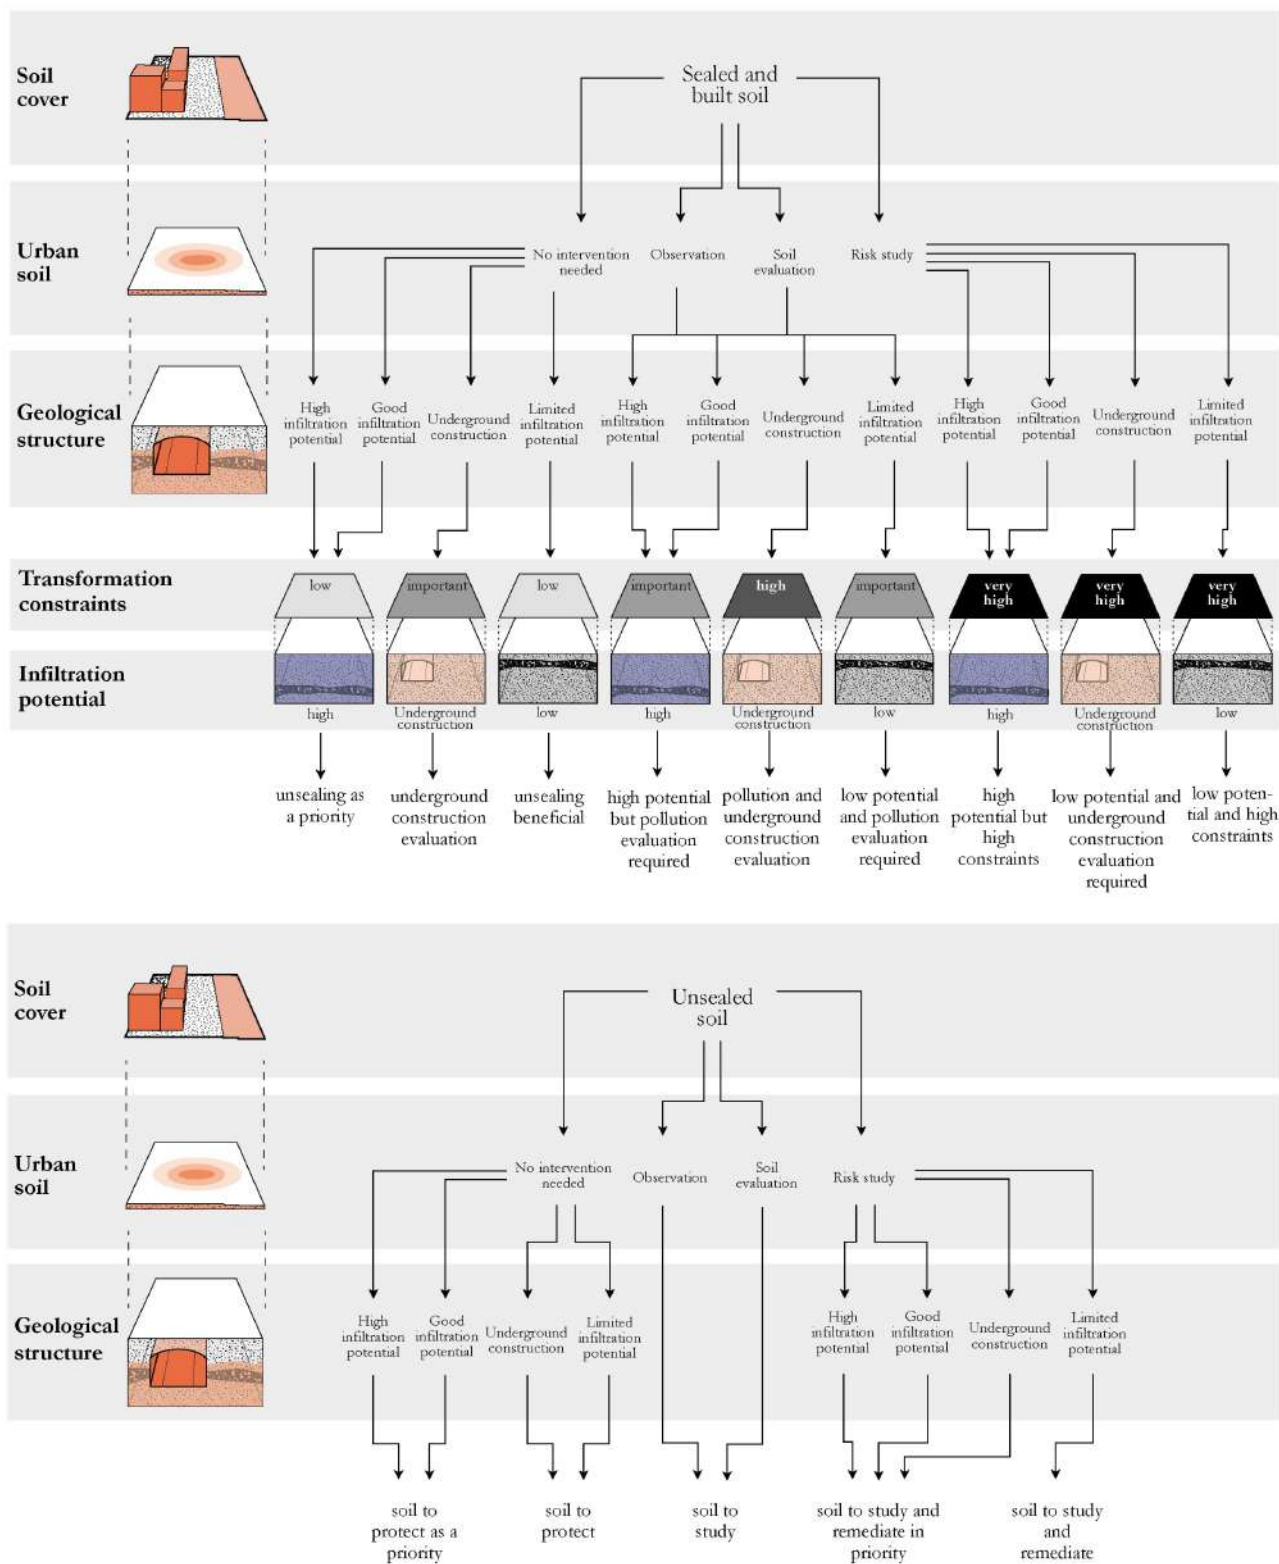 Soil
cover
Sealed and
built soil
Urban
soil
No intervention
needed
Observation
Soil
evaluation
Risk study
Geological
structure
High
infiltration
potential
Good
infiltration
potential
Underground
construction
Limited
infiltration
potential
High
infiltration
potential
Good
infiltration
potential
Underground
construction
Limited
infiltration
potential
High
infiltration
potential
Good
infiltration
potential
Underground
construction
Limited
infiltration
potential
Transformation
constraints
low
important
low
important
high
important
very
high
very
high
very
high
Infiltration
potential
high
Underground
construction
low
high
Underground
construction
low
high
Underground
construction
low
unsealing as
a priority
underground
construction
evaluation
unsealing
beneficial
high potential
but pollution
evaluation
required
pollution and
underground
construction
evaluation
low potential
and pollution
evaluation
required
high
potential but
high
constraints
low potential and
underground
construction
evaluation
required
low poten-
tial and high
constraints
Soil
cover
Unsealed
soil
Urban
soil
No intervention
needed
Observation
Soil
evaluation
Risk study
Geological
structure
High
infiltration
potential
Good
infiltration
potential
Underground
construction
Limited
infiltration
potential
High
infiltration
potential
Good
infiltration
potential
Underground
construction
Limited
infiltration
potential
soil to
protect as a
priority
soil to
protect
soil to
study
soil to study and
remediate in
priority
soil to study
and
remediate